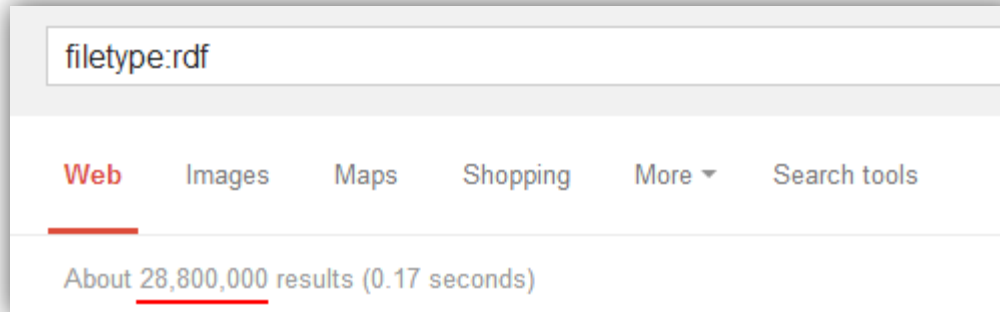 filetype:rdf
Web Images Maps Shopping More Search tools
About 28,800,000 results (0.17 seconds)